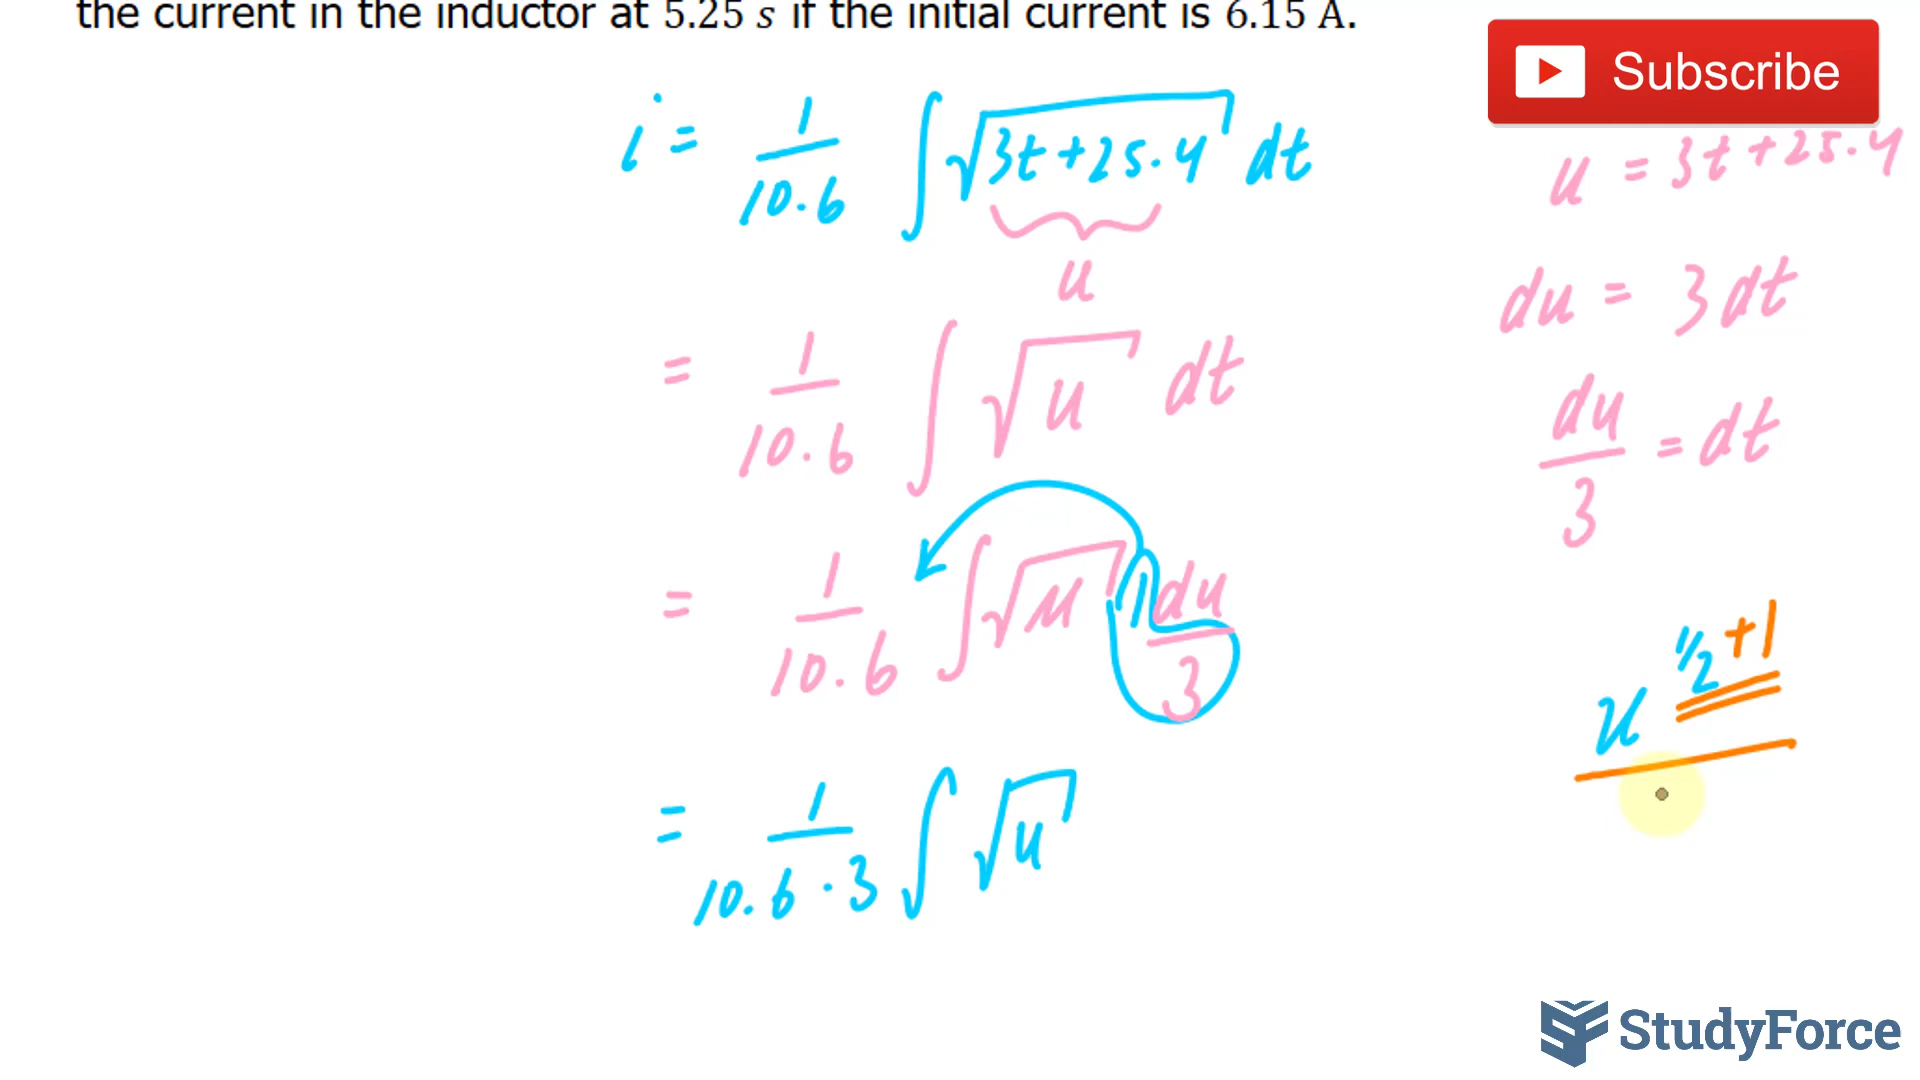 the current in the inductor at 5.25 s if the initial current is 6.15 A.
Subscribe
i = 1/10.6 ∫ √(3t+25.4) dt
u
= 1/10.6 ∫ √u dt
= 1/10.6 ∫ √u 1 du/3
= 1/(10.6·3) ∫ √u
u = 3t+25.4
du = 3dt
du/3 = dt
u^(1/2+1)
StudyForce